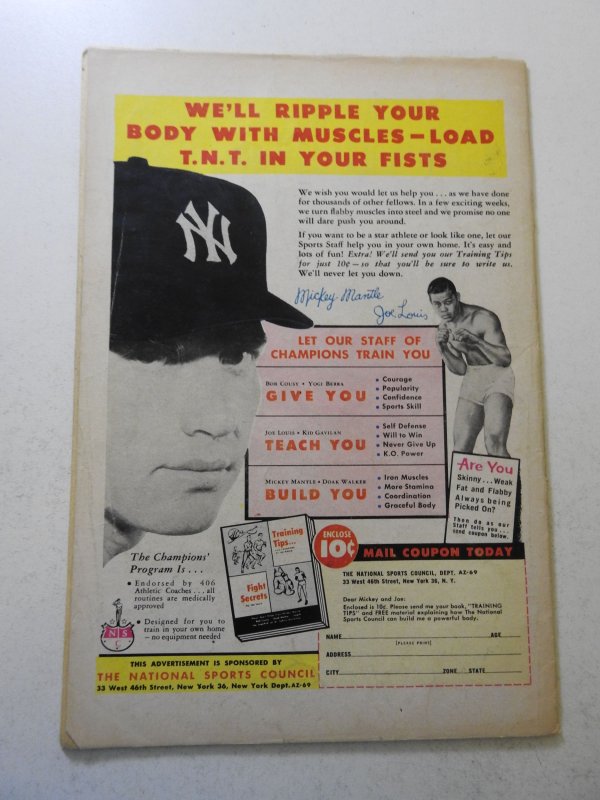 WE'LL RIPPLE YOUR
BODY WITH MUSCLES—LOAD
T.N.T. IN YOUR FISTS
NY
We wish you would let us help you . . . as we have done
for thousands of other fellows. In a few exciting weeks,
we turn flabby muscles into steel and we promise no one
will dare push you around.
If you want to be a star athlete or look like one, let our
Sports Staff help you in your own home. It's easy and
lots of fun! Extra! We'll send you our Training Tips
for just 10¢—so that you'll be sure to write us.
We'll never let you down.
Mickey Mantle
Joe Louis
LET OUR STAFF OF
CHAMPIONS TRAIN YOU
BOB COUSY • YOGI BERRA
GIVE YOU
• Courage
• Popularity
• Confidence
• Sports Skill
JOE LOUIS • KID GAVILAN
TEACH YOU
• Self Defense
• Will to Win
• Never Give Up
• K.O. Power
MICKEY MANTLE • DOAK WALKER
BUILD YOU
• Iron Muscles
• More Stamina
• Coordination
• Graceful Body
Are You
Skinny...Weak
Fat and Flabby
Always being
Picked On?
Then do as our
Staff tells you...
send coupon below.
The Champions'
Program Is . . .
• Endorsed by 406
Athletic Coaches . . . all
routines are medically
approved
• Designed for you to
train in your own home
—no equipment needed
NSC
Training
Tips...
Fight
Secrets
ENCLOSE
10¢
MAIL COUPON TODAY
THE NATIONAL SPORTS COUNCIL, DEPT. AZ-69
33 West 46th Street, New York 36, N. Y.
Dear Mickey and Joe:
Enclosed is 10¢. Please send me your book, "TRAINING
TIPS" and FREE material explaining how The National
Sports Council can build me a powerful body.
NAME AGE
[PLEASE PRINT]
ADDRESS
CITY ZONE STATE
THIS ADVERTISEMENT IS SPONSORED BY
THE NATIONAL SPORTS COUNCIL
33 West 46th Street, New York 36, New York Dept. AZ-69